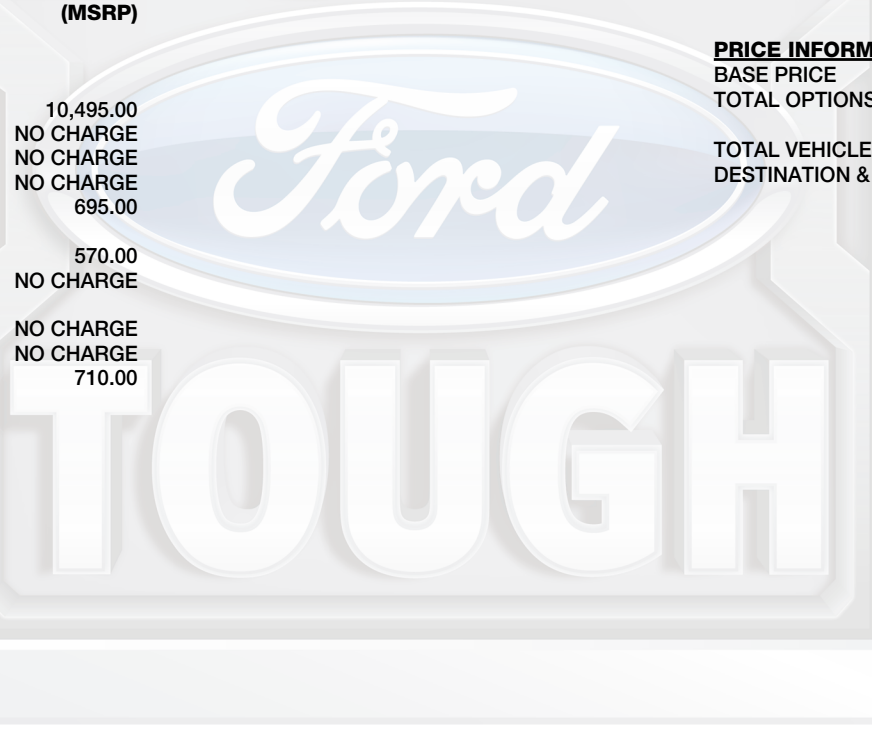 (MSRP)
10,495.00
NO CHARGE
NO CHARGE
NO CHARGE
695.00
570.00
NO CHARGE
NO CHARGE
NO CHARGE
710.00
PRICE INFORM
BASE PRICE
TOTAL OPTIONS
TOTAL VEHICLE
DESTINATION &
Ford
TOUGH